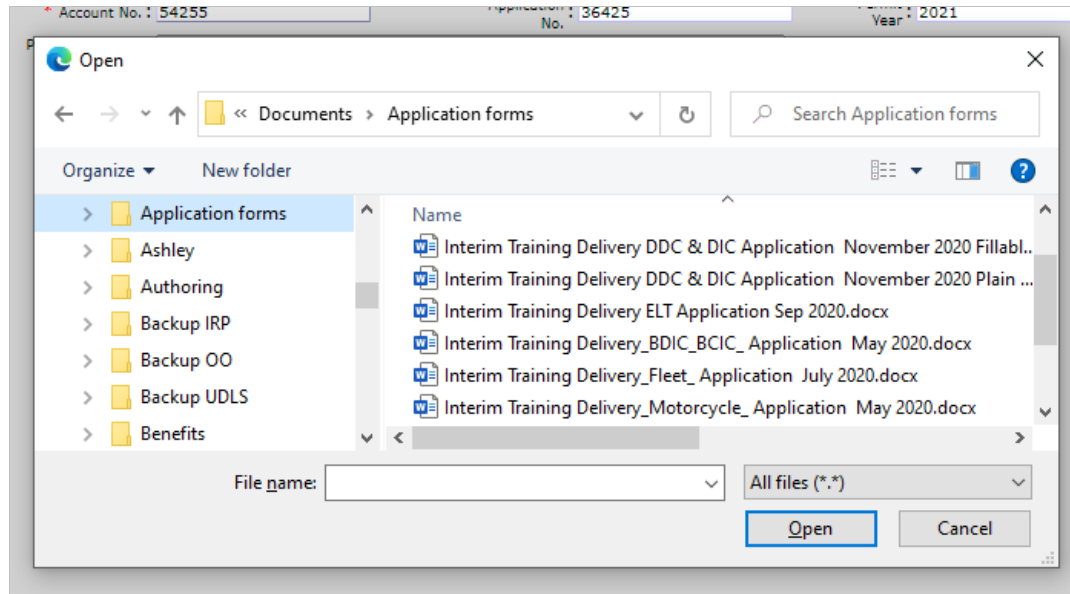 * Account No. : 54255
Application No. : 36425
Year : 2021
Open
« Documents > Application forms
Search Application forms
Organize
New folder
?
Application forms
Ashley
Authoring
Backup IRP
Backup OO
Backup UDLS
Benefits
Name
Interim Training Delivery DDC & DIC Application November 2020 Fillabl...
Interim Training Delivery DDC & DIC Application November 2020 Plain ...
Interim Training Delivery ELT Application Sep 2020.docx
Interim Training Delivery_BDIC_BCIC_ Application May 2020.docx
Interim Training Delivery_Fleet_ Application July 2020.docx
Interim Training Delivery_Motorcycle_ Application May 2020.docx
File name:
All files (*.*)
Open
Cancel